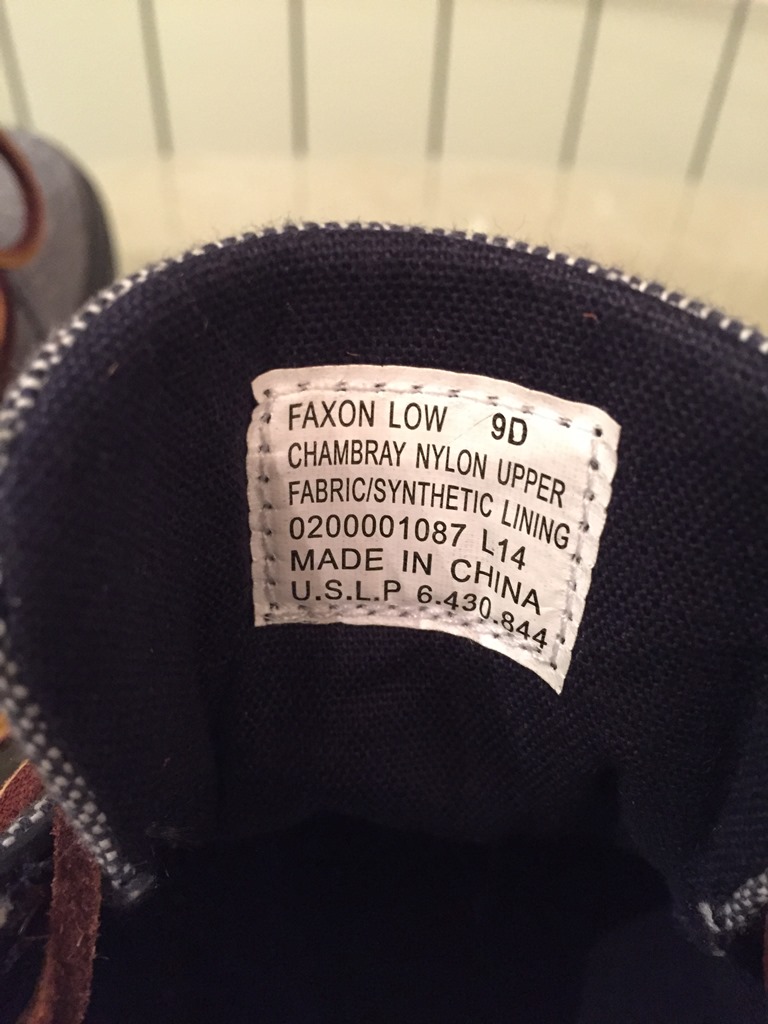 FAXON LOW 9D
CHAMBRAY NYLON UPPER
FABRIC/SYNTHETIC LINING
0200001087 L14
MADE IN CHINA
U.S.L.P 6.430.844